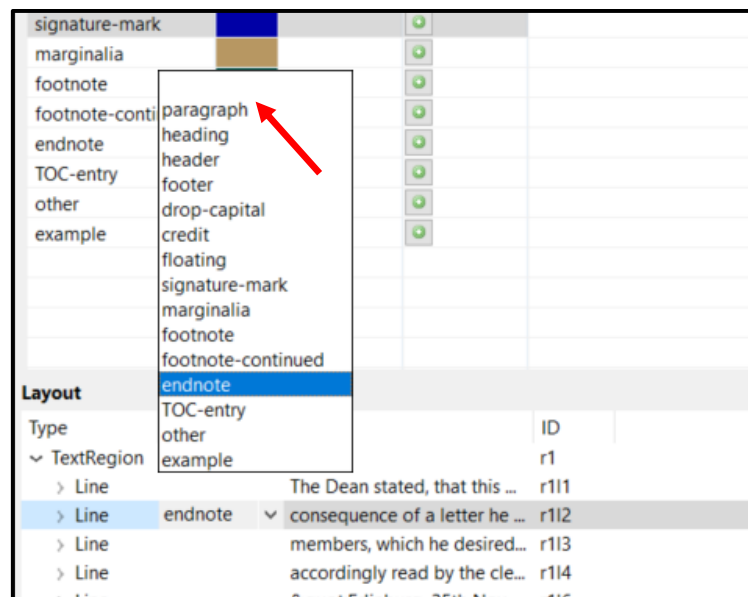 signature-mark
marginalia
footnote
footnote-conti
endnote
TOC-entry
other
example
paragraph
heading
header
footer
drop-capital
credit
floating
signature-mark
marginalia
footnote
footnote-continued
endnote
TOC-entry
other
example
Layout
Type ID
TextRegion r1
Line The Dean stated, that this ... r1l1
Line endnote consequence of a letter he ... r1l2
Line members, which he desired... r1l3
Line accordingly read by the cle... r1l4